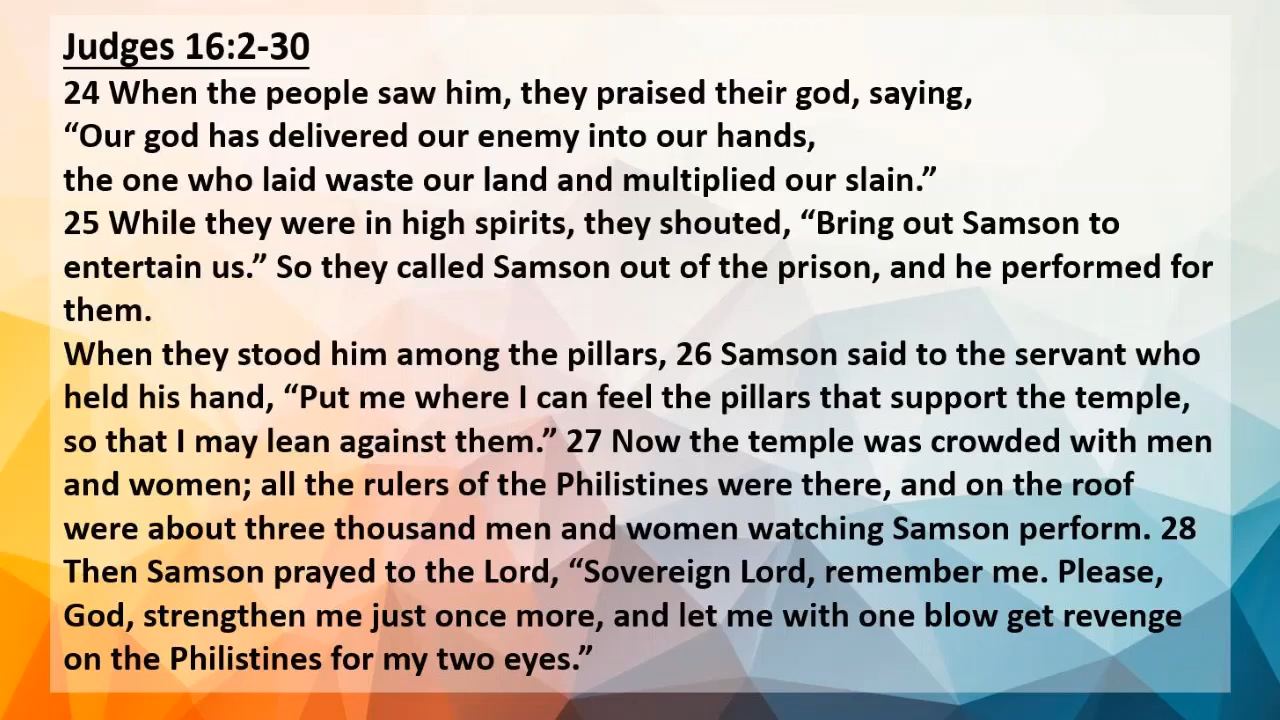 Judges 16:2-30
24 When the people saw him, they praised their god, saying,
“Our god has delivered our enemy into our hands,
the one who laid waste our land and multiplied our slain.”
25 While they were in high spirits, they shouted, “Bring out Samson to
entertain us.” So they called Samson out of the prison, and he performed for
them.
When they stood him among the pillars, 26 Samson said to the servant who
held his hand, “Put me where I can feel the pillars that support the temple,
so that I may lean against them.” 27 Now the temple was crowded with men
and women; all the rulers of the Philistines were there, and on the roof
were about three thousand men and women watching Samson perform. 28
Then Samson prayed to the Lord, “Sovereign Lord, remember me. Please,
God, strengthen me just once more, and let me with one blow get revenge
on the Philistines for my two eyes.”